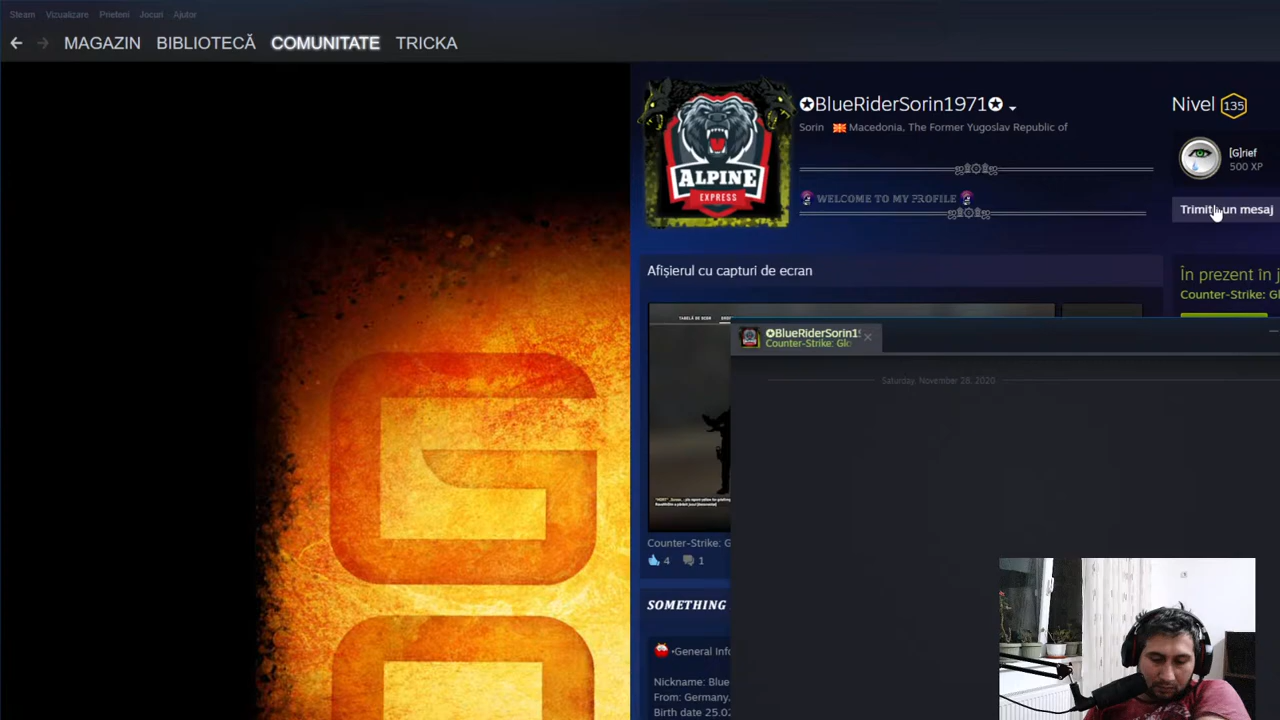 Steam Vizualizare Prieteni Jocuri Ajutor
MAGAZIN BIBLIOTECĂ COMUNITATE TRICKA
✪BlueRiderSorin1971✪
Sorin Macedonia, The Former Yugoslav Republic of
WELCOME TO MY PROFILE
ALPINE
EXPRESS
Nivel 135
[G]rief
500 XP
Trimite un mesaj
Afișierul cu capturi de ecran
În prezent în j
Counter-Strike: Gl
✪BlueRiderSorin1
Counter-Strike: Glo
Saturday, November 28, 2020
Counter-Strike: G
4 1
SOMETHING
•General Info
Nickname: Blue
From: Germany.
Birth date 25.02
G